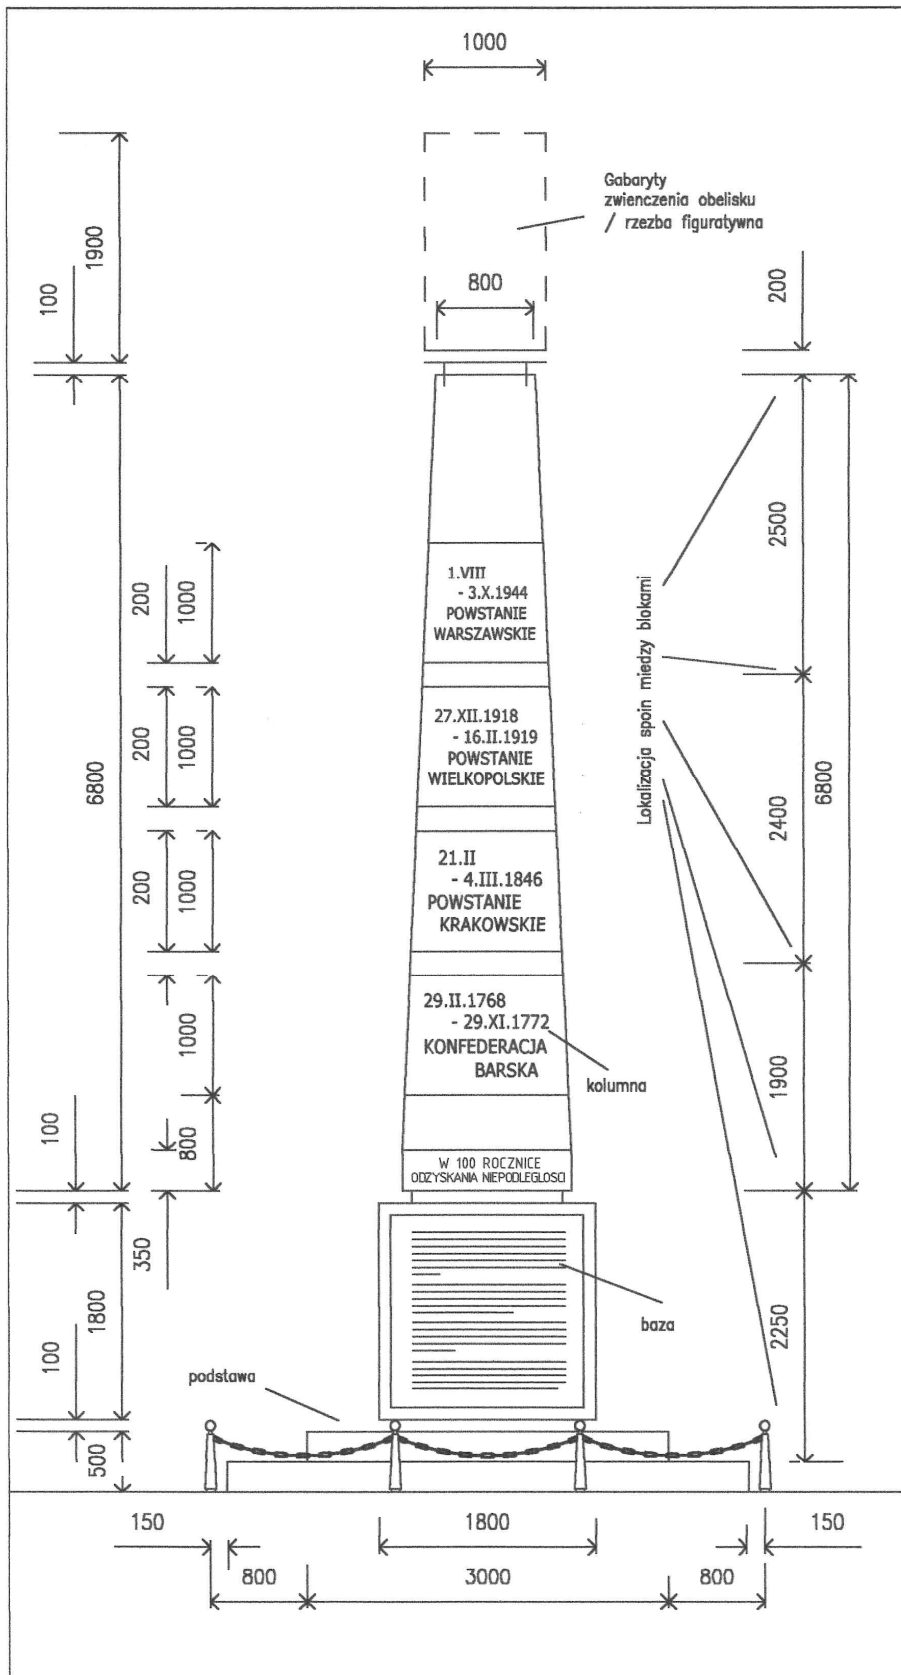 1000
Gabaryty
zwienczenia obelisku
/ rzezba figuratywna
1900
100
800
200
2500
1.VIII
- 3.X.1944
POWSTANIE
WARSZAWSKIE
200
1000
Lokalizacja spoin miedzy blokami
27.XII.1918
- 16.II.1919
POWSTANIE
WIELKOPOLSKIE
200
1000
6800
2400
6800
21.II
- 4.III.1846
POWSTANIE
KRAKOWSKIE
200
1000
29.II.1768
- 29.XI.1772
KONFEDERACJA
BARSKA
1000
kolumna
1900
100
800
W 100 ROCZNICE
ODZYSKANIA NIEPODLEGLOSCI
350
1800
baza
2250
100
podstawa
500
150
1800
150
800
3000
800